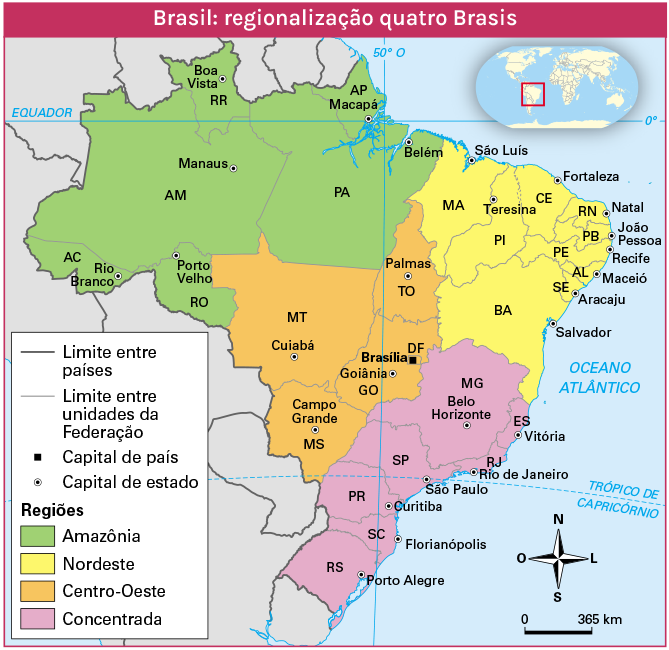 Brasil: regionalização quatro Brasis
50° O
EQUADOR
0°
Boa
Vista
RR
AP
Macapá
Manaus
AM
PA
Belém
São Luís
Fortaleza
MA
Teresina
CE
RN
Natal
PI
PB
João
Pessoa
PE
Recife
AL
Maceió
SE
Aracaju
BA
Salvador
AC
Rio
Branco
Porto
Velho
RO
Palmas
TO
MT
Cuiabá
DF
Brasília
Goiânia
GO
Campo
Grande
MS
MG
Belo
Horizonte
ES
Vitória
SP
RJ
Rio de Janeiro
São Paulo
PR
Curitiba
SC
Florianópolis
RS
Porto Alegre
OCEANO
ATLÂNTICO
TRÓPICO DE
CAPRICÓRNIO
Limite entre
países
Limite entre
unidades da
Federação
Capital de país
Capital de estado
Regiões
Amazônia
Nordeste
Centro-Oeste
Concentrada
N
O
L
S
0
365 km